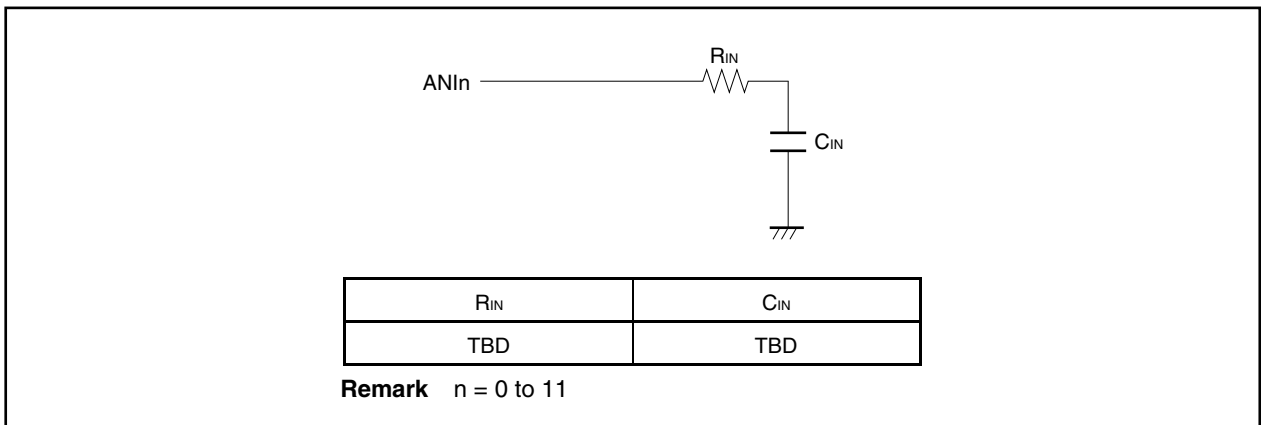 RIN
ANIn
CIN
RIN CIN
TBD TBD
Remark n = 0 to 11